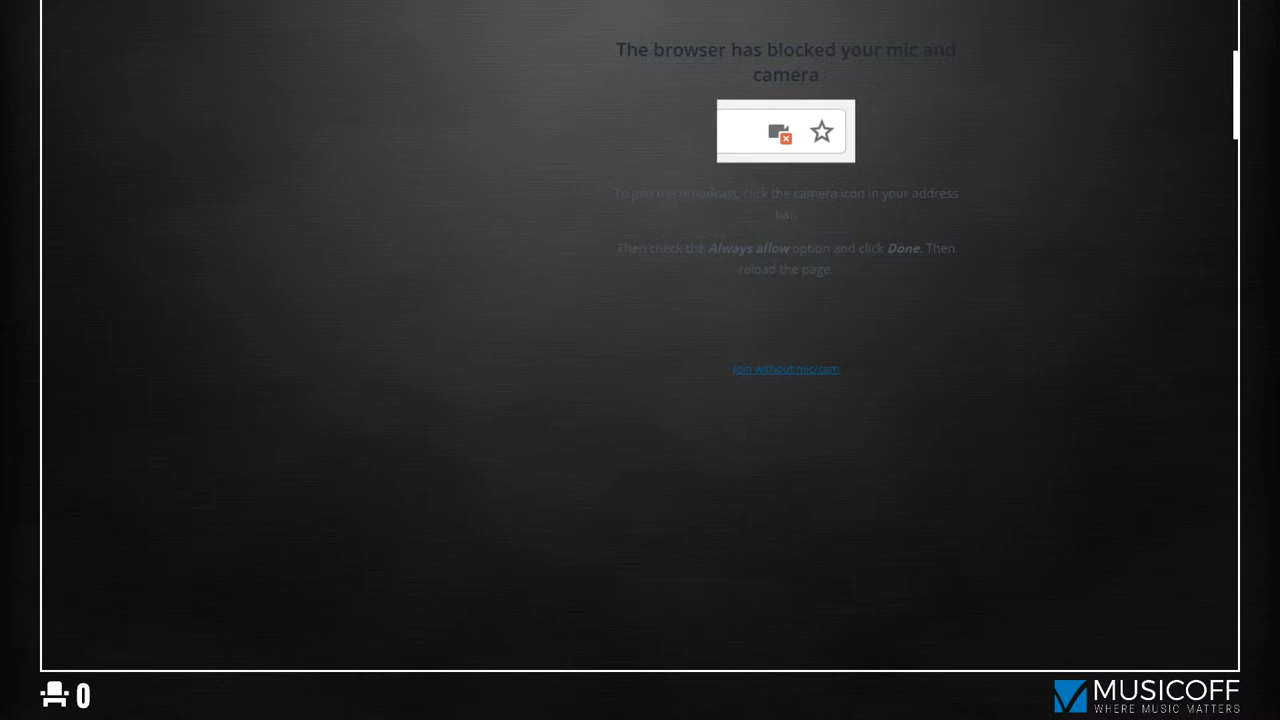 The browser has blocked your mic and
camera
To join the broadcast, click the camera icon in your address
bar.
Then check the Always allow option and click Done. Then
reload the page.
Join without mic/cam
0
MUSICOFF
WHERE MUSIC MATTERS